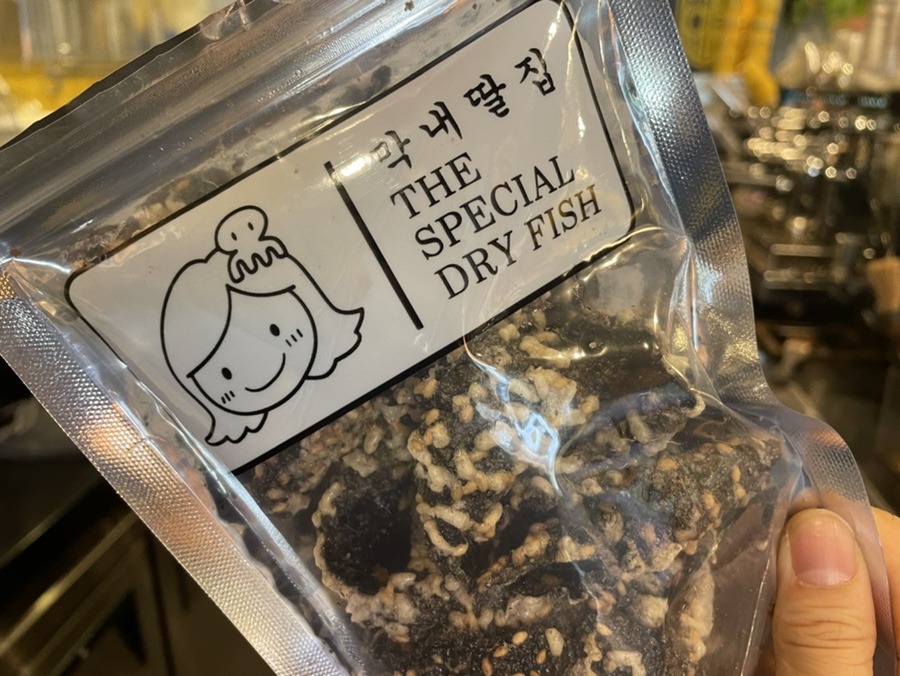 막내딸집
THE
SPECIAL
DRY FISH